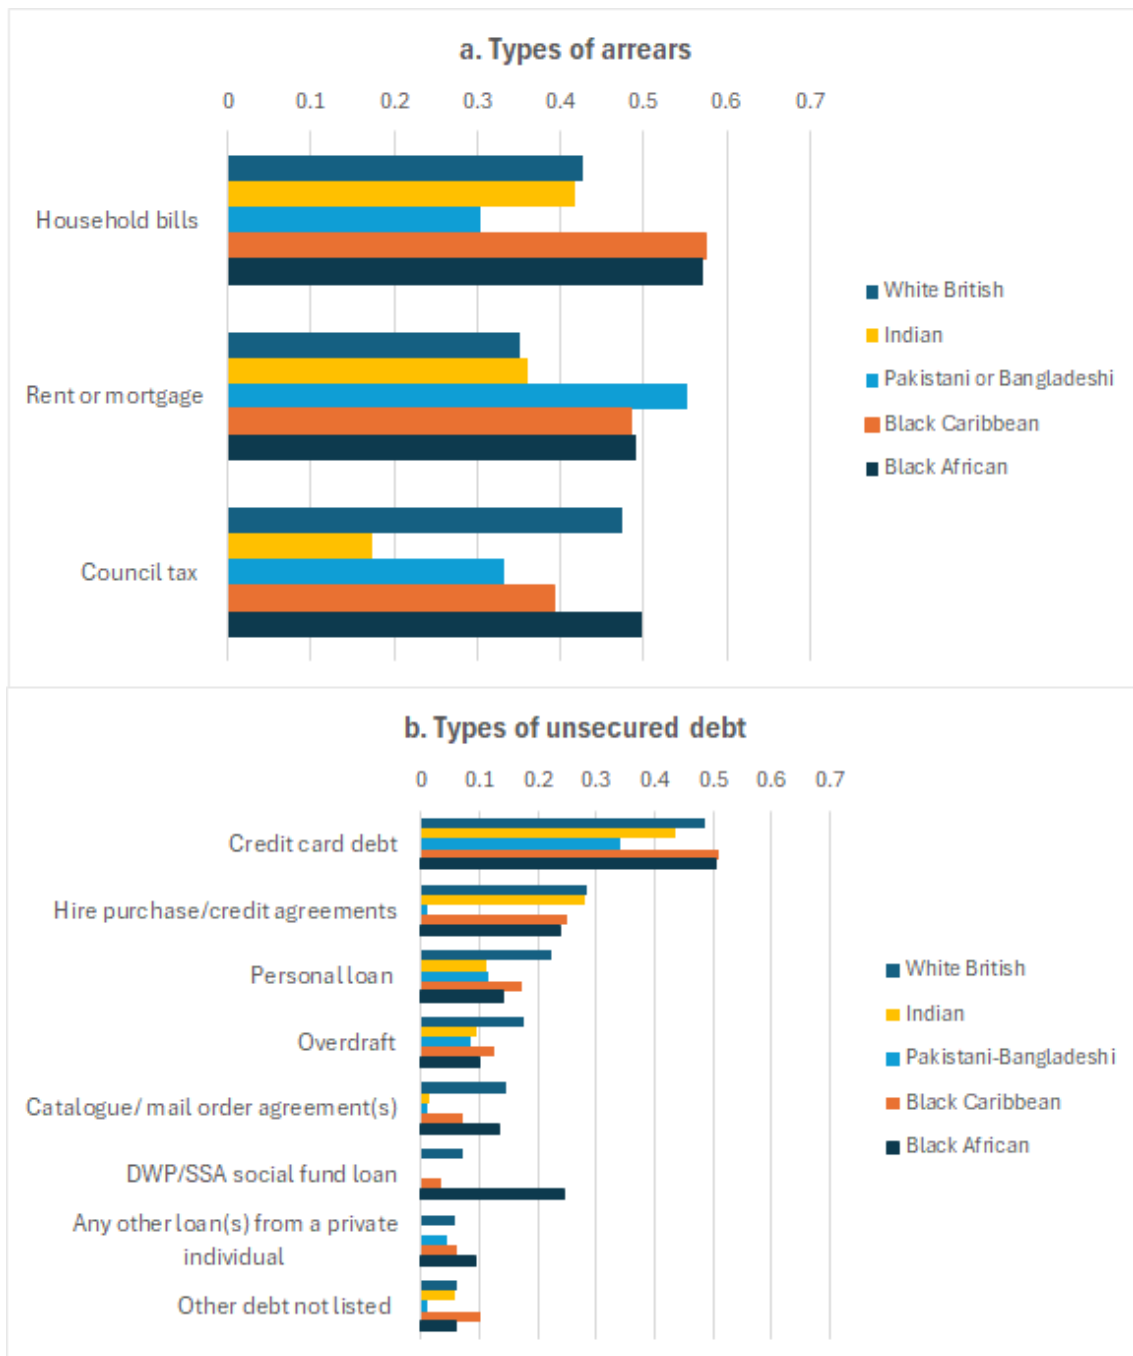 a. Types of arrears
0 0.1 0.2 0.3 0.4 0.5 0.6 0.7
Household bills
Rent or mortgage
Council tax
White British
Indian
Pakistani or Bangladeshi
Black Caribbean
Black African
b. Types of unsecured debt
0 0.1 0.2 0.3 0.4 0.5 0.6 0.7
Credit card debt
Hire purchase/credit agreements
Personal loan
Overdraft
Catalogue/ mail order agreement(s)
DWP/SSA social fund loan
Any other loan(s) from a private
individual
Other debt not listed
White British
Indian
Pakistani-Bangladeshi
Black Caribbean
Black African